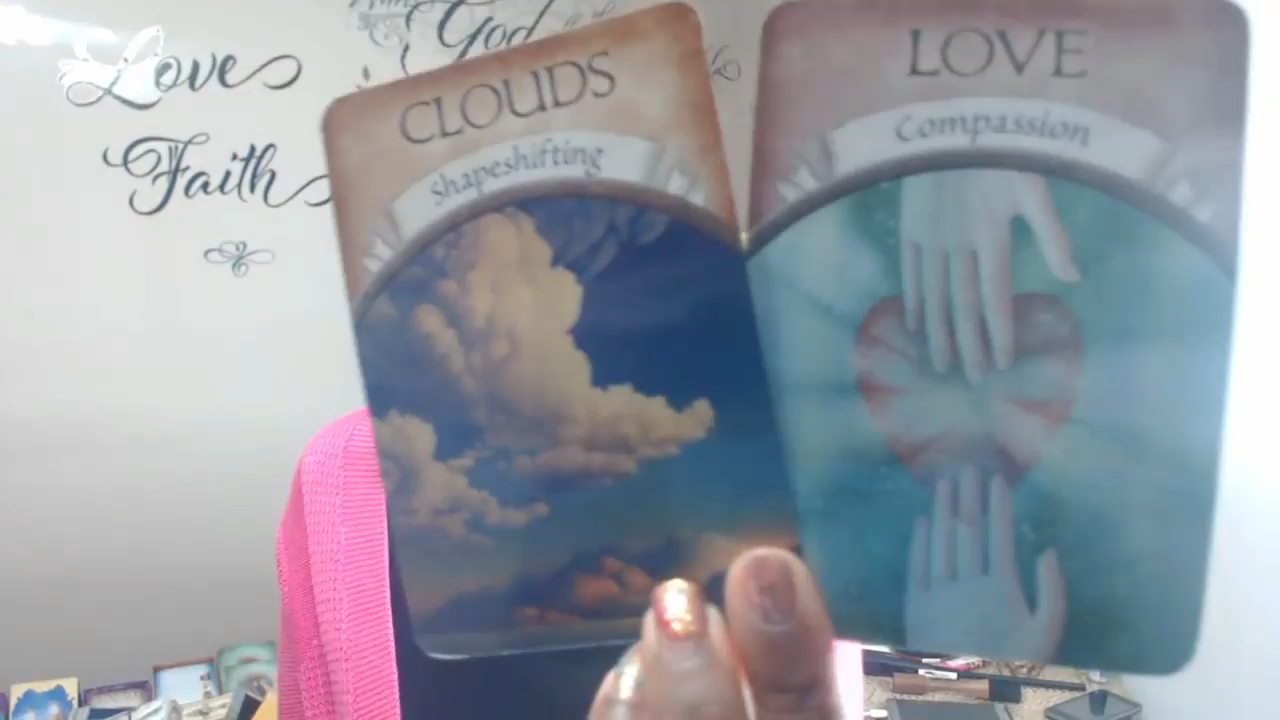 Love
Faith
God
CLOUDS
Shapeshifting
LOVE
Compassion